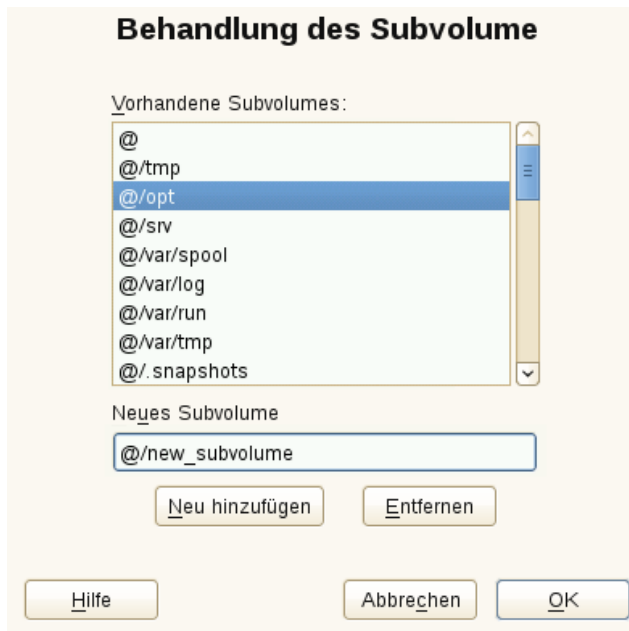 Behandlung des Subvolume
Vorhandene Subvolumes:
@
@/tmp
@/opt
@/srv
@/var/spool
@/var/log
@/var/run
@/var/tmp
@/.snapshots
Neues Subvolume
@/new_subvolume
Neu hinzufügen Entfernen
Hilfe Abbrechen OK